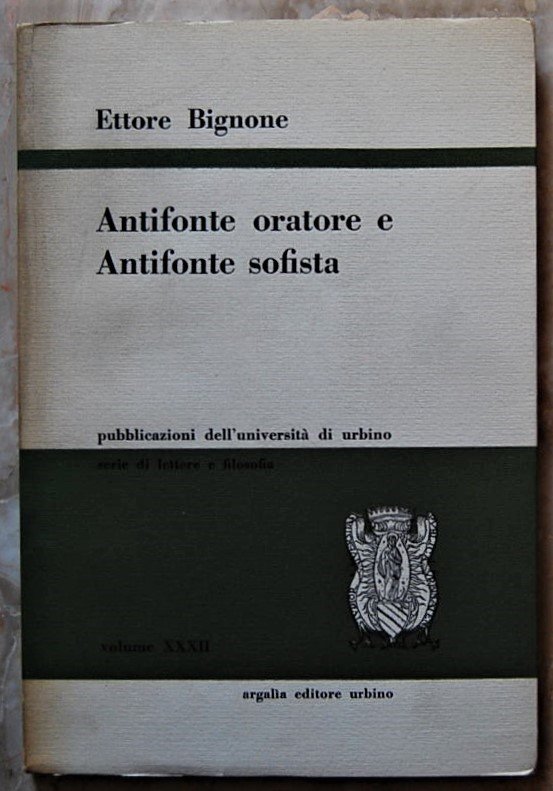 Ettore Bignone
Antifonte oratore e
Antifonte sofista
pubblicazioni dell'università di urbino
serie di lettere e filosofia
volume XXXII
argalìa editore urbino